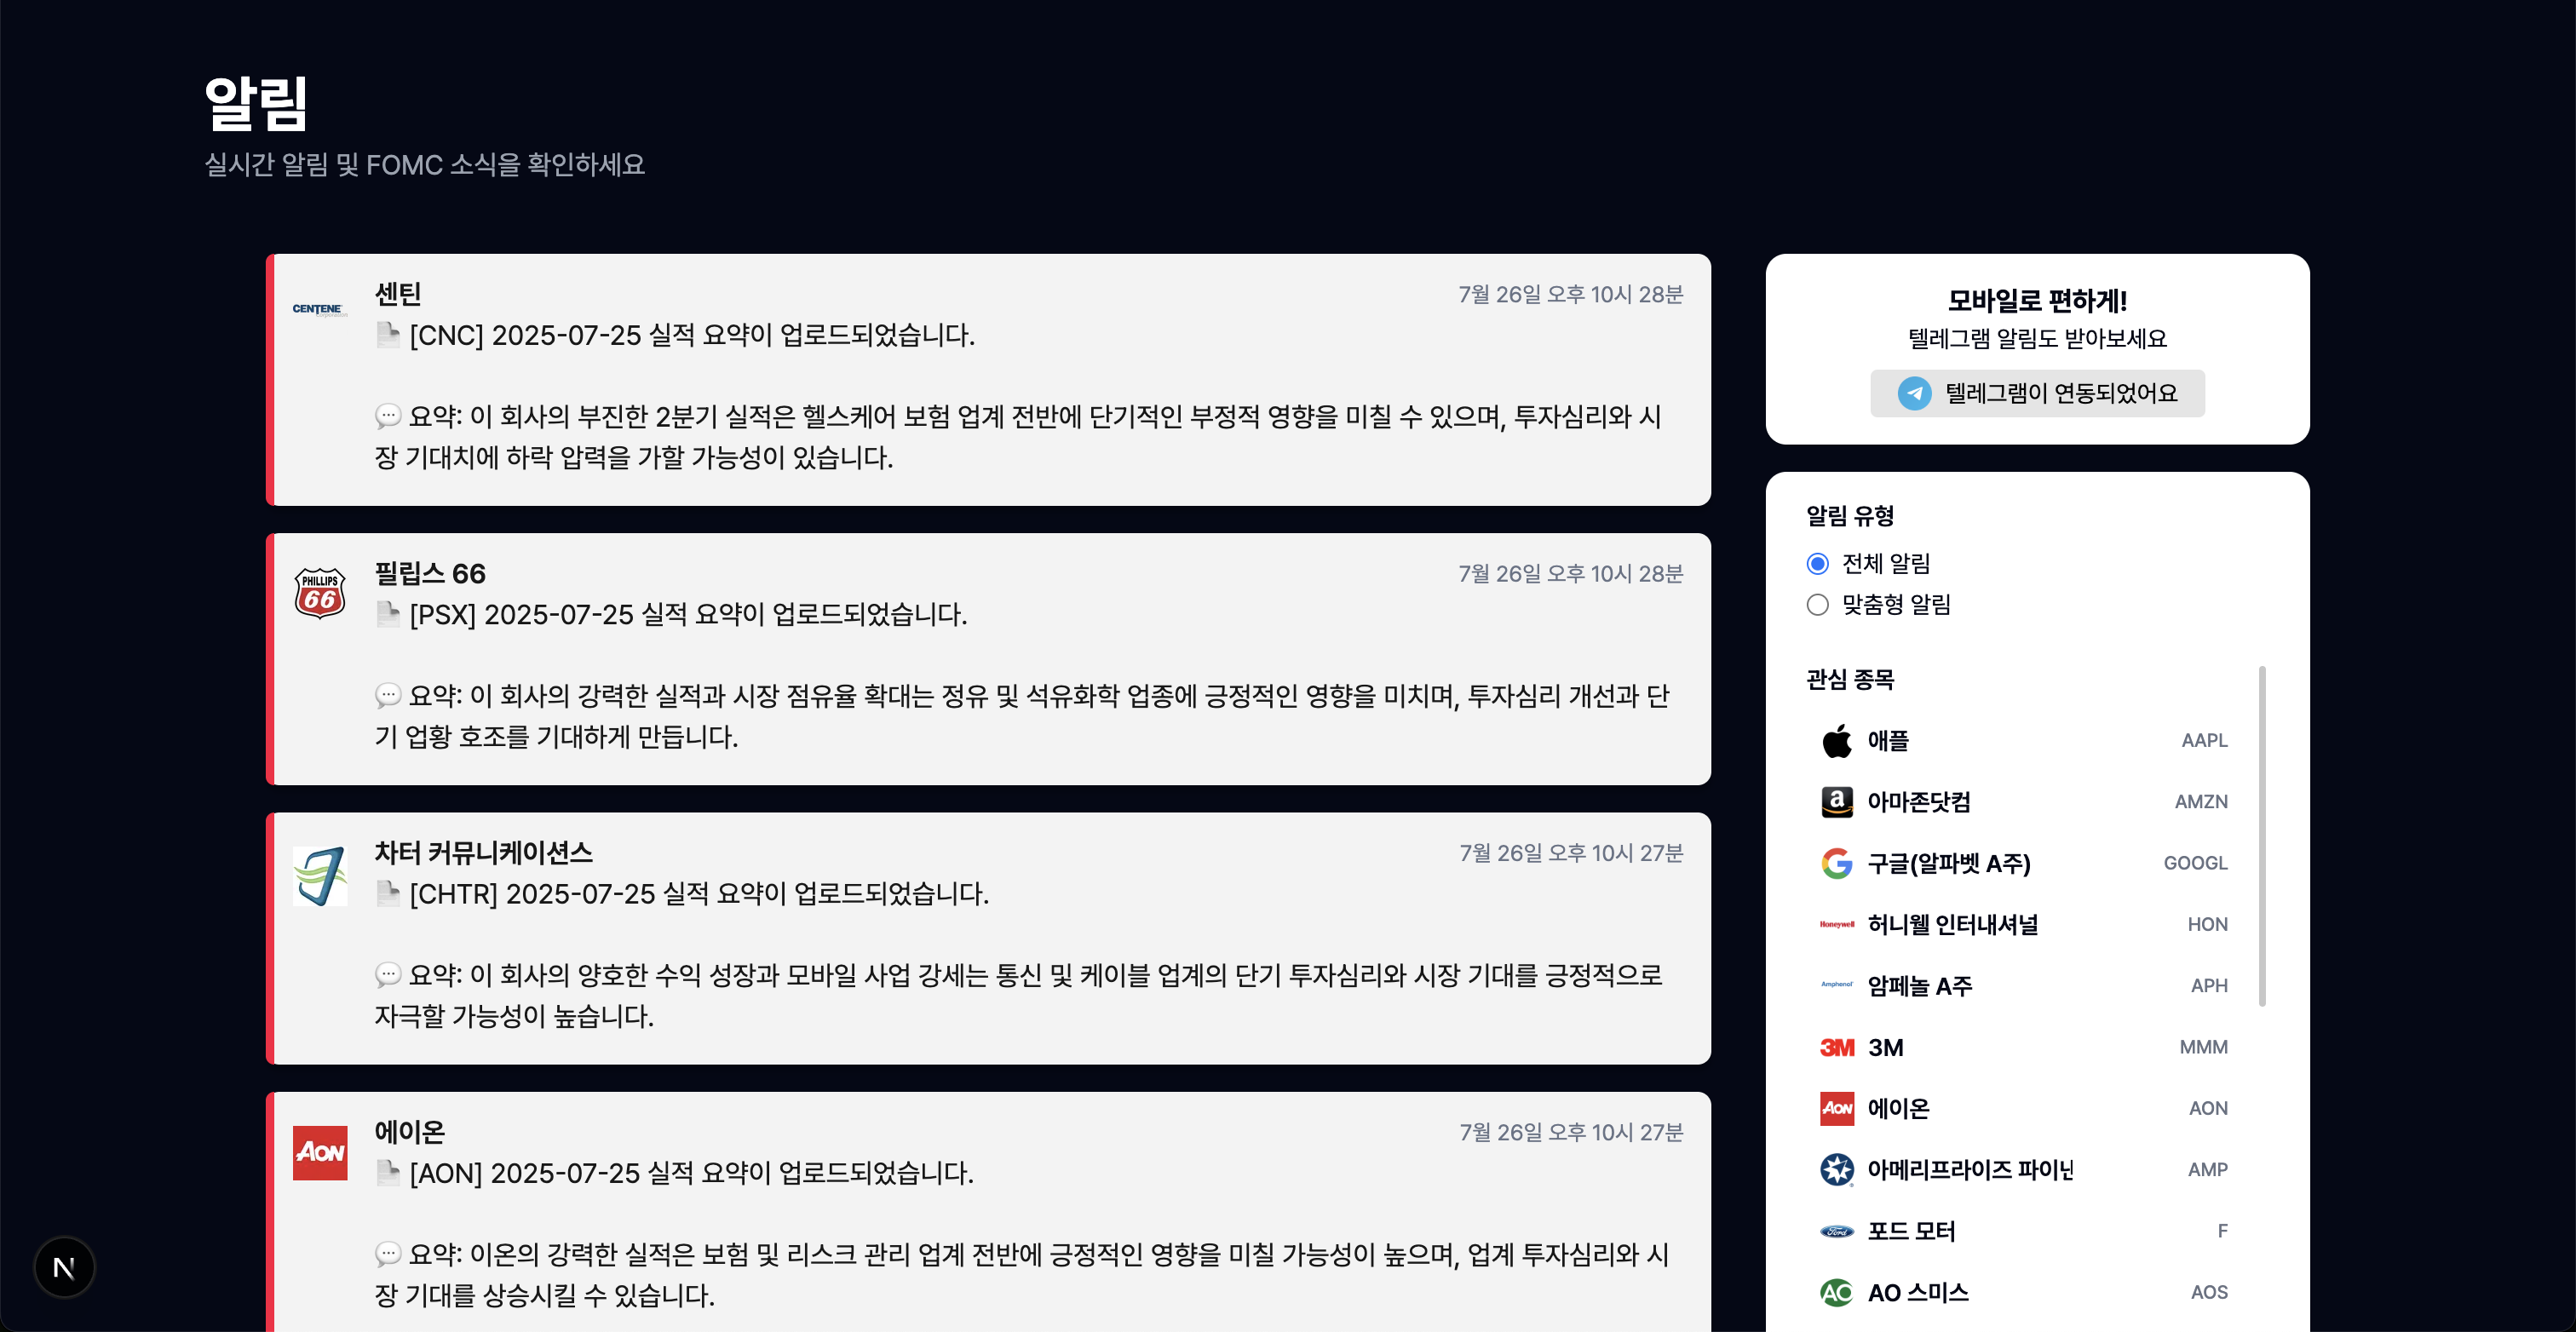 알림
실시간 알림 및 FOMC 소식을 확인하세요
CENTENE
Corporation
센틴
7월 26일 오후 10시 28분
[CNC] 2025-07-25 실적 요약이 업로드되었습니다.
요약: 이 회사의 부진한 2분기 실적은 헬스케어 보험 업계 전반에 단기적인 부정적 영향을 미칠 수 있으며, 투자심리와 시
장 기대치에 하락 압력을 가할 가능성이 있습니다.
PHILLIPS
66
필립스 66
7월 26일 오후 10시 28분
[PSX] 2025-07-25 실적 요약이 업로드되었습니다.
요약: 이 회사의 강력한 실적과 시장 점유율 확대는 정유 및 석유화학 업종에 긍정적인 영향을 미치며, 투자심리 개선과 단
기 업황 호조를 기대하게 만듭니다.
차터 커뮤니케이션스
7월 26일 오후 10시 27분
[CHTR] 2025-07-25 실적 요약이 업로드되었습니다.
요약: 이 회사의 양호한 수익 성장과 모바일 사업 강세는 통신 및 케이블 업계의 단기 투자심리와 시장 기대를 긍정적으로
자극할 가능성이 높습니다.
AON
에이온
7월 26일 오후 10시 27분
[AON] 2025-07-25 실적 요약이 업로드되었습니다.
요약: 이온의 강력한 실적은 보험 및 리스크 관리 업계 전반에 긍정적인 영향을 미칠 가능성이 높으며, 업계 투자심리와 시
장 기대를 상승시킬 수 있습니다.
N
모바일로 편하게!
텔레그램 알림도 받아보세요
텔레그램이 연동되었어요
알림 유형
전체 알림
맞춤형 알림
관심 종목
애플 AAPL
a 아마존닷컴 AMZN
G 구글(알파벳 A주) GOOGL
Honeywell 허니웰 인터내셔널 HON
Amphenol 암페놀 A주 APH
3M 3M MMM
AON 에이온 AON
아메리프라이즈 파이낸 AMP
Ford 포드 모터 F
AO AO 스미스 AOS